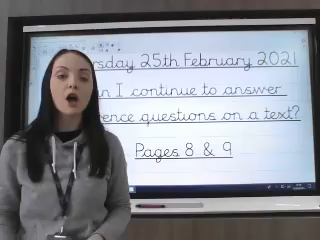 rsday 25th February 2021
n I continue to answer
ence questions on a text?
Pages 8 & 9